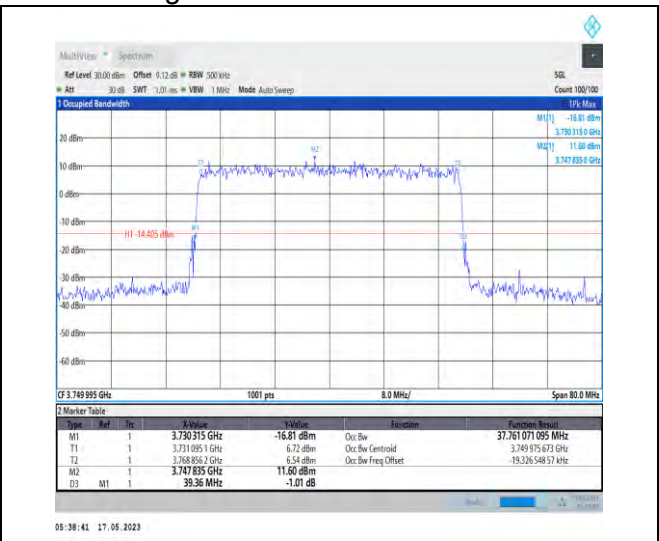 MultiView Spectrum
Ref Level 30.00 dBm Offset 9.12 dB RBW 500 kHz SGL
Att 30 dB SWT 1.01 ms VBW 1 MHz Mode Auto Sweep Count 100/100
1 Occupied Bandwidth 1Pk Max
M1[1] -16.81 dBm
3.730 315 0 GHz
M2[1] 11.60 dBm
3.747 835 0 GHz
20 dBm
M2
T1 T2
10 dBm
0 dBm
-10 dBm
H1 -14.405 dBm M1
-20 dBm
-30 dBm
-40 dBm
-50 dBm
-60 dBm
CF 3.749 995 GHz 1001 pts 8.0 MHz/ Span 80.0 MHz
2 Marker Table
Type Ref Trc X-Value Y-Value Function Function Result
M1 1 3.730 315 GHz -16.81 dBm Occ Bw 37.761 071 095 MHz
T1 1 3.731 095 1 GHz 6.72 dBm Occ Bw Centroid 3.749 975 673 GHz
T2 1 3.768 856 2 GHz 6.54 dBm Occ Bw Freq Offset -19.326 548 57 kHz
M2 1 3.747 835 GHz 11.60 dBm
D3 M1 1 39.36 MHz -1.01 dB
05:38:41 17.05.2023